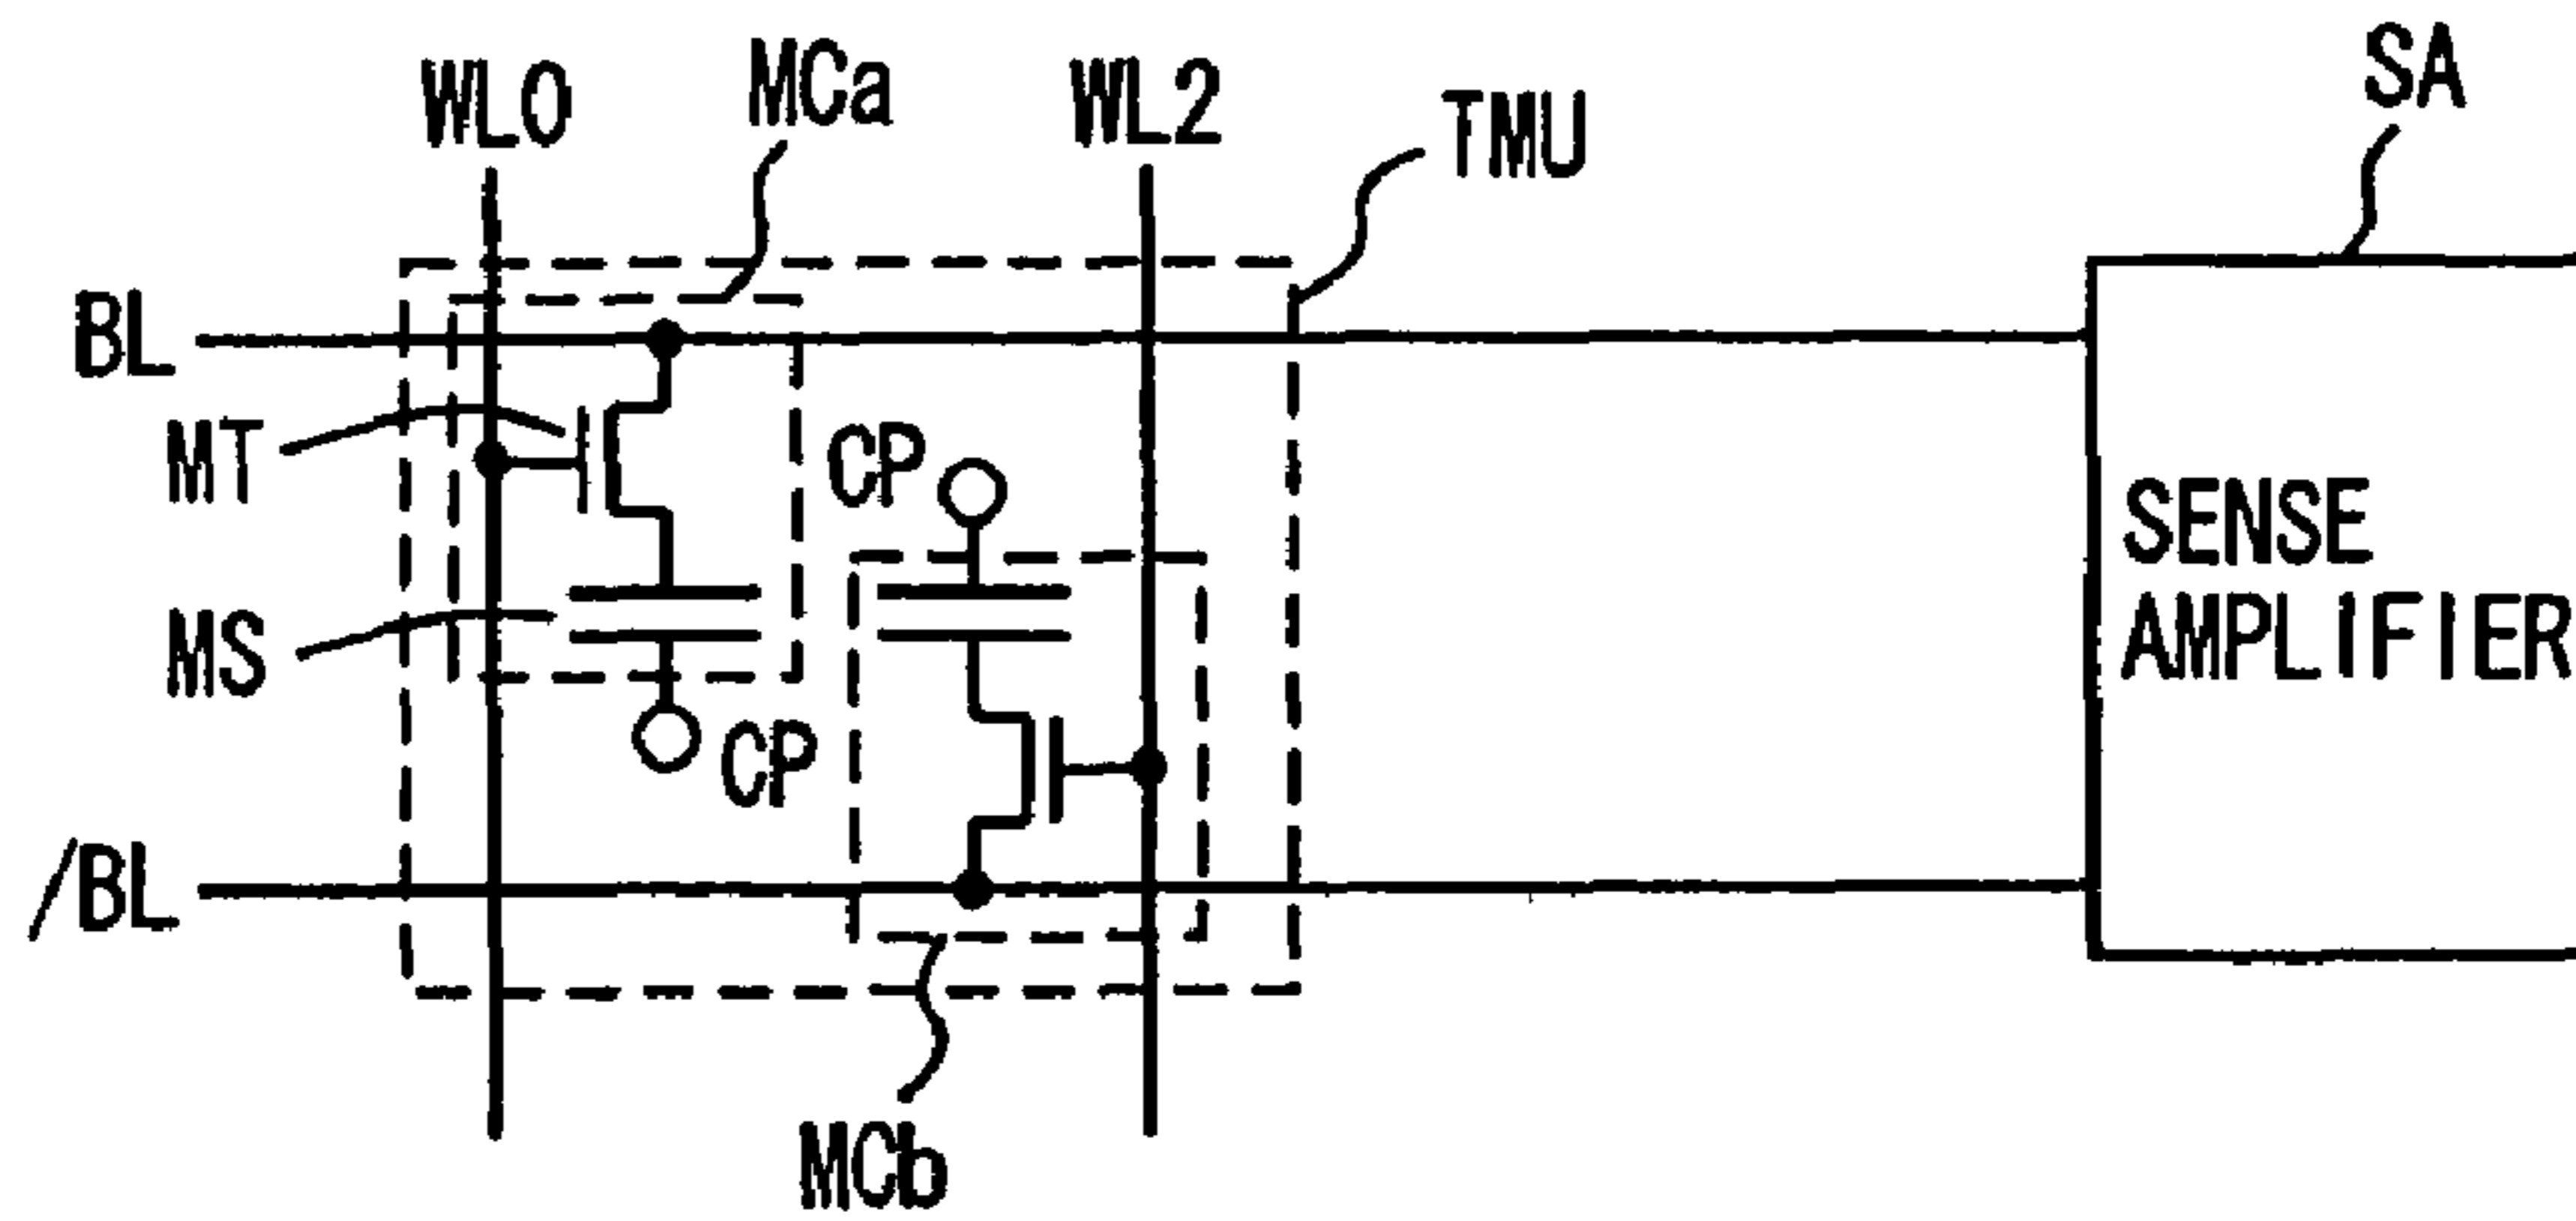 WL0
MCa
WL2
TMU
SA
BL
MT
CP
SENSE
AMPLIFIER
MS
CP
/BL
MCb